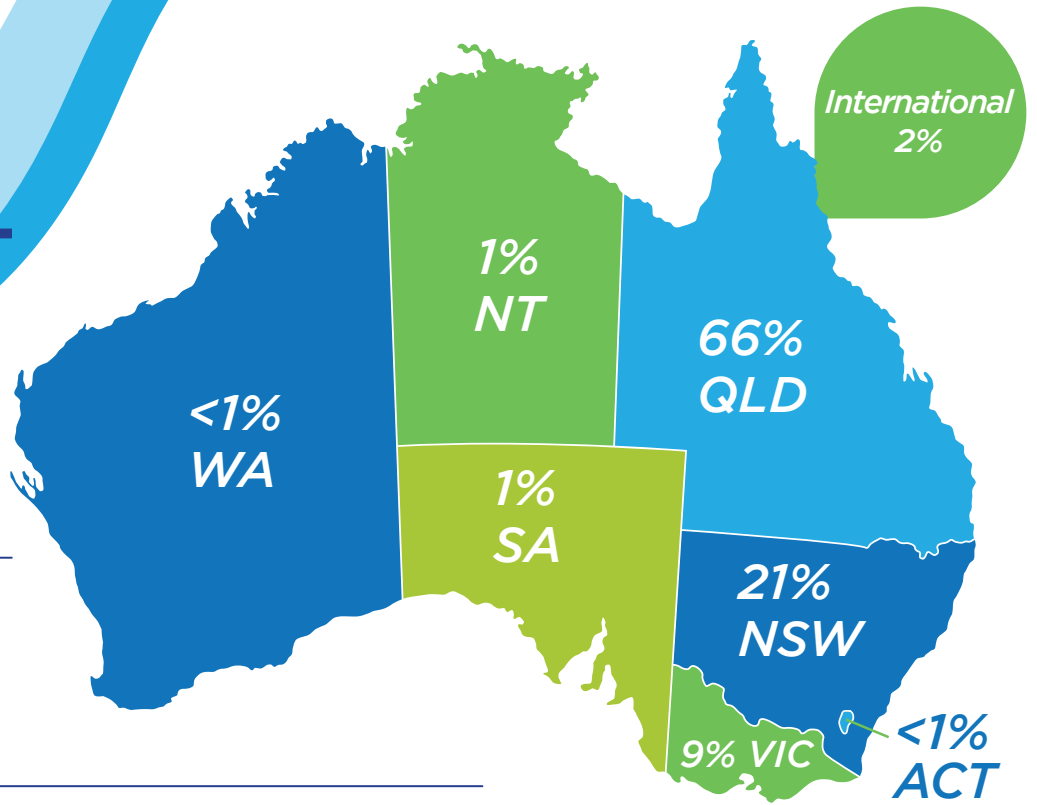 International
2%
1%
NT
66%
QLD
<1%
WA
1%
SA
21%
NSW
9% VIC
<1%
ACT